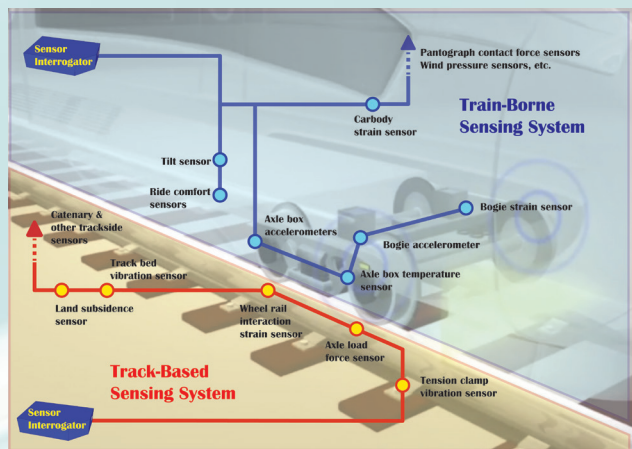 Sensor
Interrogator
Pantograph contact force sensors
Wind pressure sensors, etc.
Train-Borne
Sensing System
Carbody
strain sensor
Tilt sensor
Ride comfort
sensors
Catenary &
other trackside
sensors
Axle box
accelerometers
Bogie strain sensor
Bogie accelerometer
Track bed
vibration sensor
Axle box temperature
sensor
Land subsidence
sensor
Wheel rail
interaction
strain sensor
Axle load
force sensor
Track-Based
Sensing System
Tension clamp
vibration sensor
Sensor
Interrogator